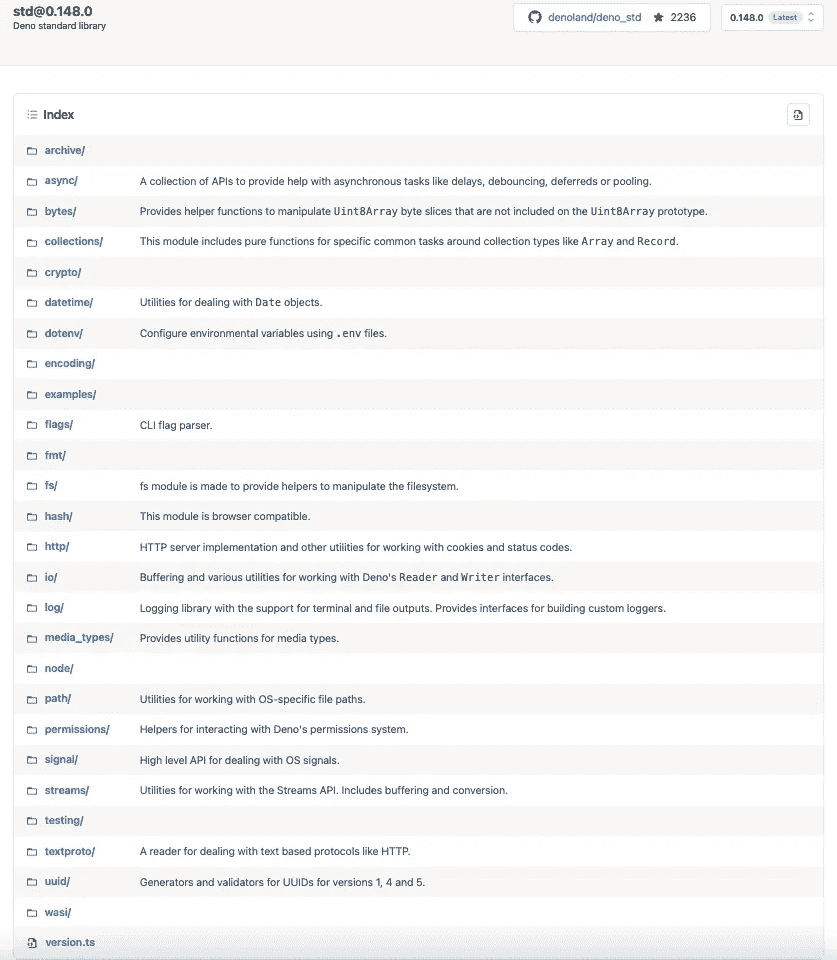 std@0.148.0
Deno standard library
denoland/deno_std ★ 2236
0.148.0 Latest
Index
archive/
async/ A collection of APIs to provide help with asynchronous tasks like delays, debouncing, deferreds or pooling.
bytes/ Provides helper functions to manipulate Uint8Array byte slices that are not included on the Uint8Array prototype.
collections/ This module includes pure functions for specific common tasks around collection types like Array and Record.
crypto/
datetime/ Utilities for dealing with Date objects.
dotenv/ Configure environmental variables using .env files.
encoding/
examples/
flags/ CLI flag parser.
fmt/
fs/ fs module is made to provide helpers to manipulate the filesystem.
hash/ This module is browser compatible.
http/ HTTP server implementation and other utilities for working with cookies and status codes.
io/ Buffering and various utilities for working with Deno's Reader and Writer interfaces.
log/ Logging library with the support for terminal and file outputs. Provides interfaces for building custom loggers.
media_types/ Provides utility functions for media types.
node/
path/ Utilities for working with OS-specific file paths.
permissions/ Helpers for interacting with Deno's permissions system.
signal/ High level API for dealing with OS signals.
streams/ Utilities for working with the Streams API. Includes buffering and conversion.
testing/
textproto/ A reader for dealing with text based protocols like HTTP.
uuid/ Generators and validators for UUIDs for versions 1, 4 and 5.
wasi/
version.ts